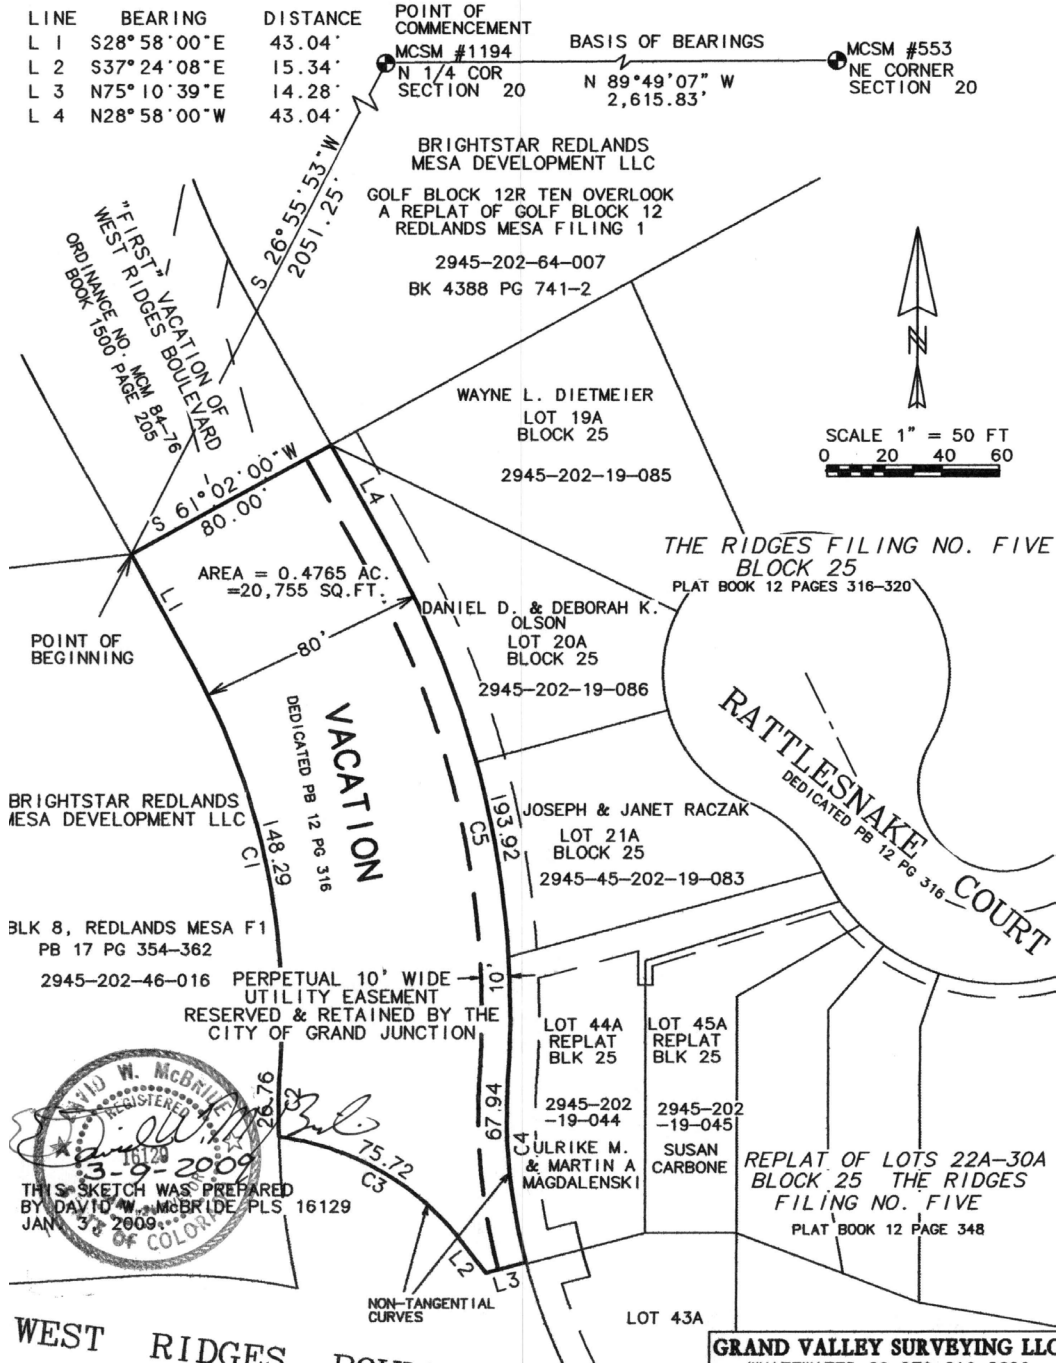 LINE BEARING DISTANCE
L 1 S28°58'00"E 43.04'
L 2 S37°24'08"E 15.34'
L 3 N75°10'39"E 14.28'
L 4 N28°58'00"W 43.04'
POINT OF
COMMENCEMENT
MCSM #1194
N 1/4 COR
SECTION 20
BASIS OF BEARINGS
N 89°49'07" W
2,615.83'
MCSM #553
NE CORNER
SECTION 20
S 26°55'53"W
2051.25'
BRIGHTSTAR REDLANDS
MESA DEVELOPMENT LLC
GOLF BLOCK 12R TEN OVERLOOK
A REPLAT OF GOLF BLOCK 12
REDLANDS MESA FILING 1
2945-202-64-007
BK 4388 PG 741-2
"FIRST" VACATION OF
WEST RIDGES BOULEVARD
ORDINANCE NO. MCM 84-76
BOOK 1500 PAGE 205
N
SCALE 1" = 50 FT
0 20 40 60
WAYNE L. DIETMEIER
LOT 19A
BLOCK 25
2945-202-19-085
S 61°02'00"W
80.00'
L4
THE RIDGES FILING NO. FIVE
BLOCK 25
PLAT BOOK 12 PAGES 316-320
AREA = 0.4765 AC.
=20,755 SQ.FT.
L1
POINT OF
BEGINNING
80'
DANIEL D. & DEBORAH K.
OLSON
LOT 20A
BLOCK 25
2945-202-19-086
VACATION
DEDICATED PB 12 PG 316
RATTLESNAKE COURT
DEDICATED PB 12 PG 316
BRIGHTSTAR REDLANDS
MESA DEVELOPMENT LLC
148.29
C1
193.92
C5
JOSEPH & JANET RACZAK
LOT 21A
BLOCK 25
2945-45-202-19-083
BLK 8, REDLANDS MESA F1
PB 17 PG 354-362
2945-202-46-016
PERPETUAL 10' WIDE
UTILITY EASEMENT
RESERVED & RETAINED BY THE
CITY OF GRAND JUNCTION
10'
LOT 44A
REPLAT
BLK 25
2945-202
-19-044
ULRIKE M.
& MARTIN A
MAGDALENSKI
LOT 45A
REPLAT
BLK 25
2945-202
-19-045
SUSAN
CARBONE
26.76
C2
75.72
C3
67.94
C4
DAVID W. McBRIDE
REGISTERED
16129
3-9-2009
STATE OF COLORADO
THIS SKETCH WAS PREPARED
BY DAVID W. McBRIDE PLS 16129
JAN. 3, 2009.
REPLAT OF LOTS 22A-30A
BLOCK 25 THE RIDGES
FILING NO. FIVE
PLAT BOOK 12 PAGE 348
L2
L3
NON-TANGENTIAL
CURVES
LOT 43A
WEST RIDGES
GRAND VALLEY SURVEYING LLC